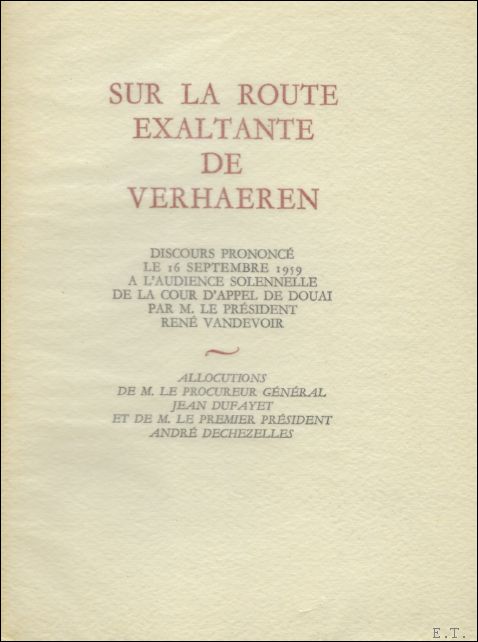 SUR LA ROUTE
EXALTANTE
DE
VERHAEREN
DISCOURS PRONONCÉ
LE 16 SEPTEMBRE 1959
A L'AUDIENCE SOLENNELLE
DE LA COUR D'APPEL DE DOUAI
PAR M. LE PRÉSIDENT
RENÉ VANDEVOIR
ALLOCUTIONS
DE M. LE PROCUREUR GÉNÉRAL
JEAN DUFAYET
ET DE M. LE PREMIER PRÉSIDENT
ANDRÉ DECHEZELLES
E.T.